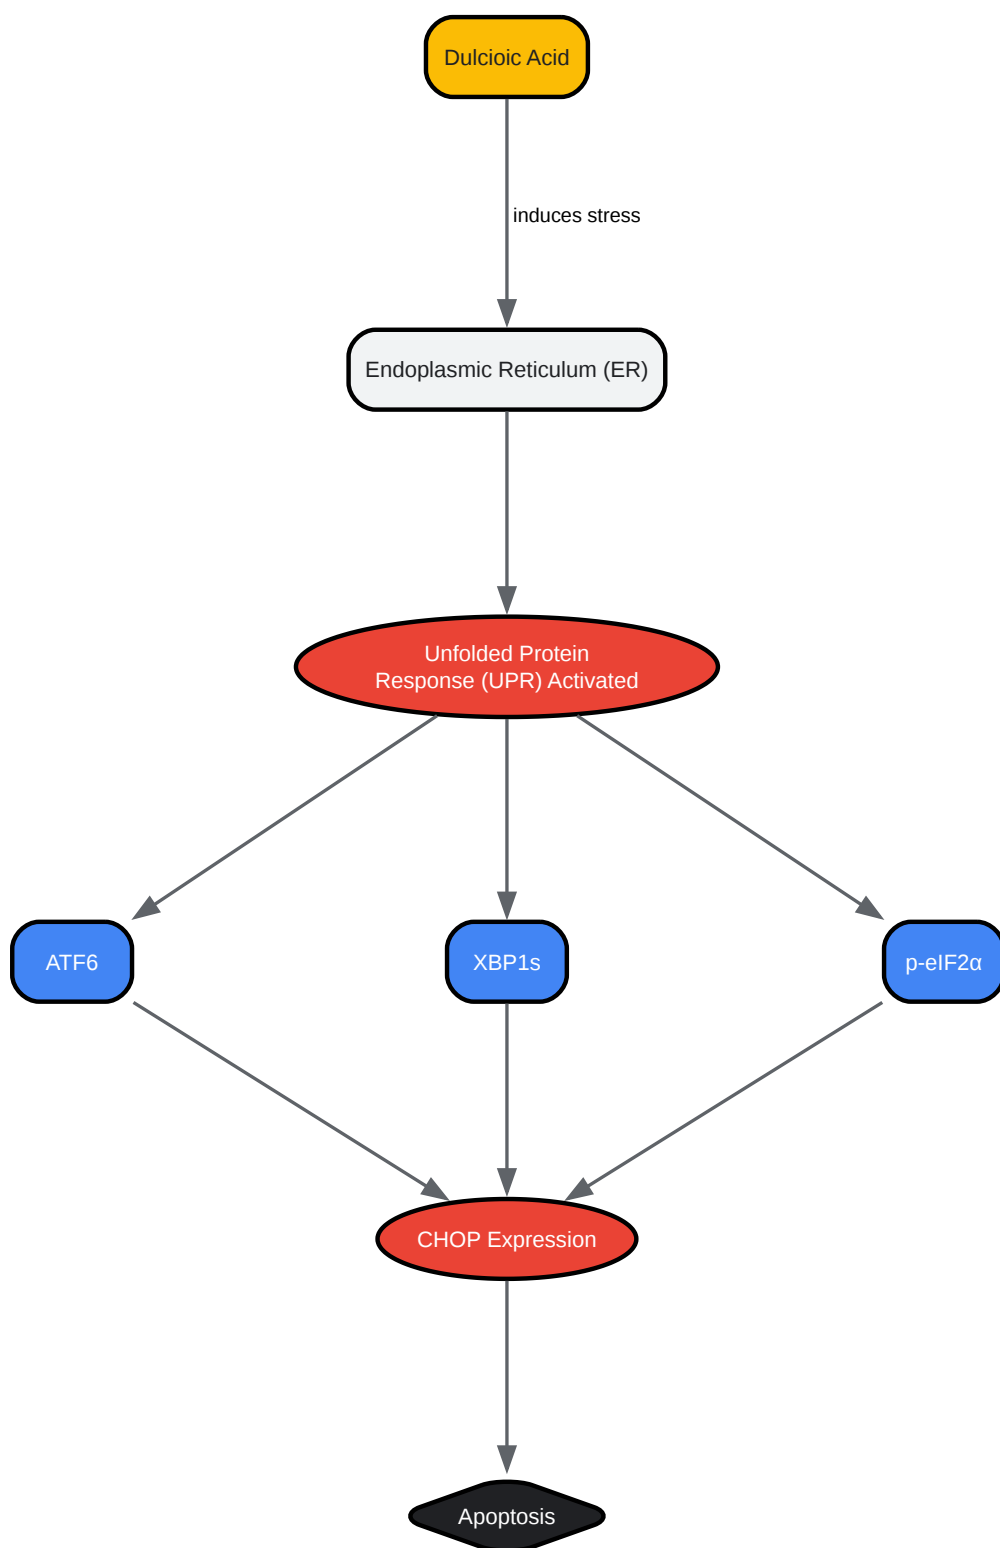 Dulcioic Acid
induces stress
Endoplasmic Reticulum (ER)
Unfolded Protein
Response (UPR) Activated
ATF6
XBP1s
p-eIF2α
CHOP Expression
Apoptosis